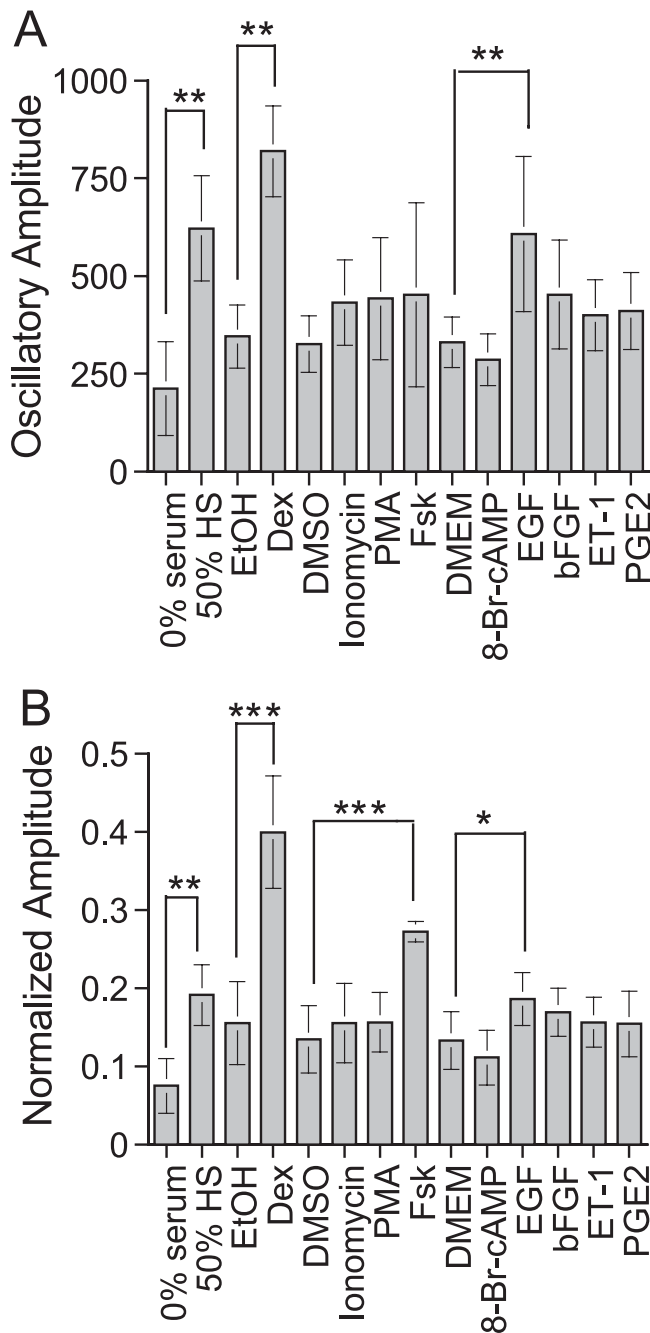 A
Oscillatory Amplitude
1000
750
500
250
0
**
**
**
0% serum
50% HS
EtOH
Dex
DMSO
Ionomycin
PMA
Fsk
DMEM
8-Br-cAMP
EGF
bFGF
ET-1
PGE2
B
Normalized Amplitude
0.5
0.4
0.3
0.2
0.1
0
**
***
***
*
0% serum
50% HS
EtOH
Dex
DMSO
Ionomycin
PMA
Fsk
DMEM
8-Br-cAMP
EGF
bFGF
ET-1
PGE2